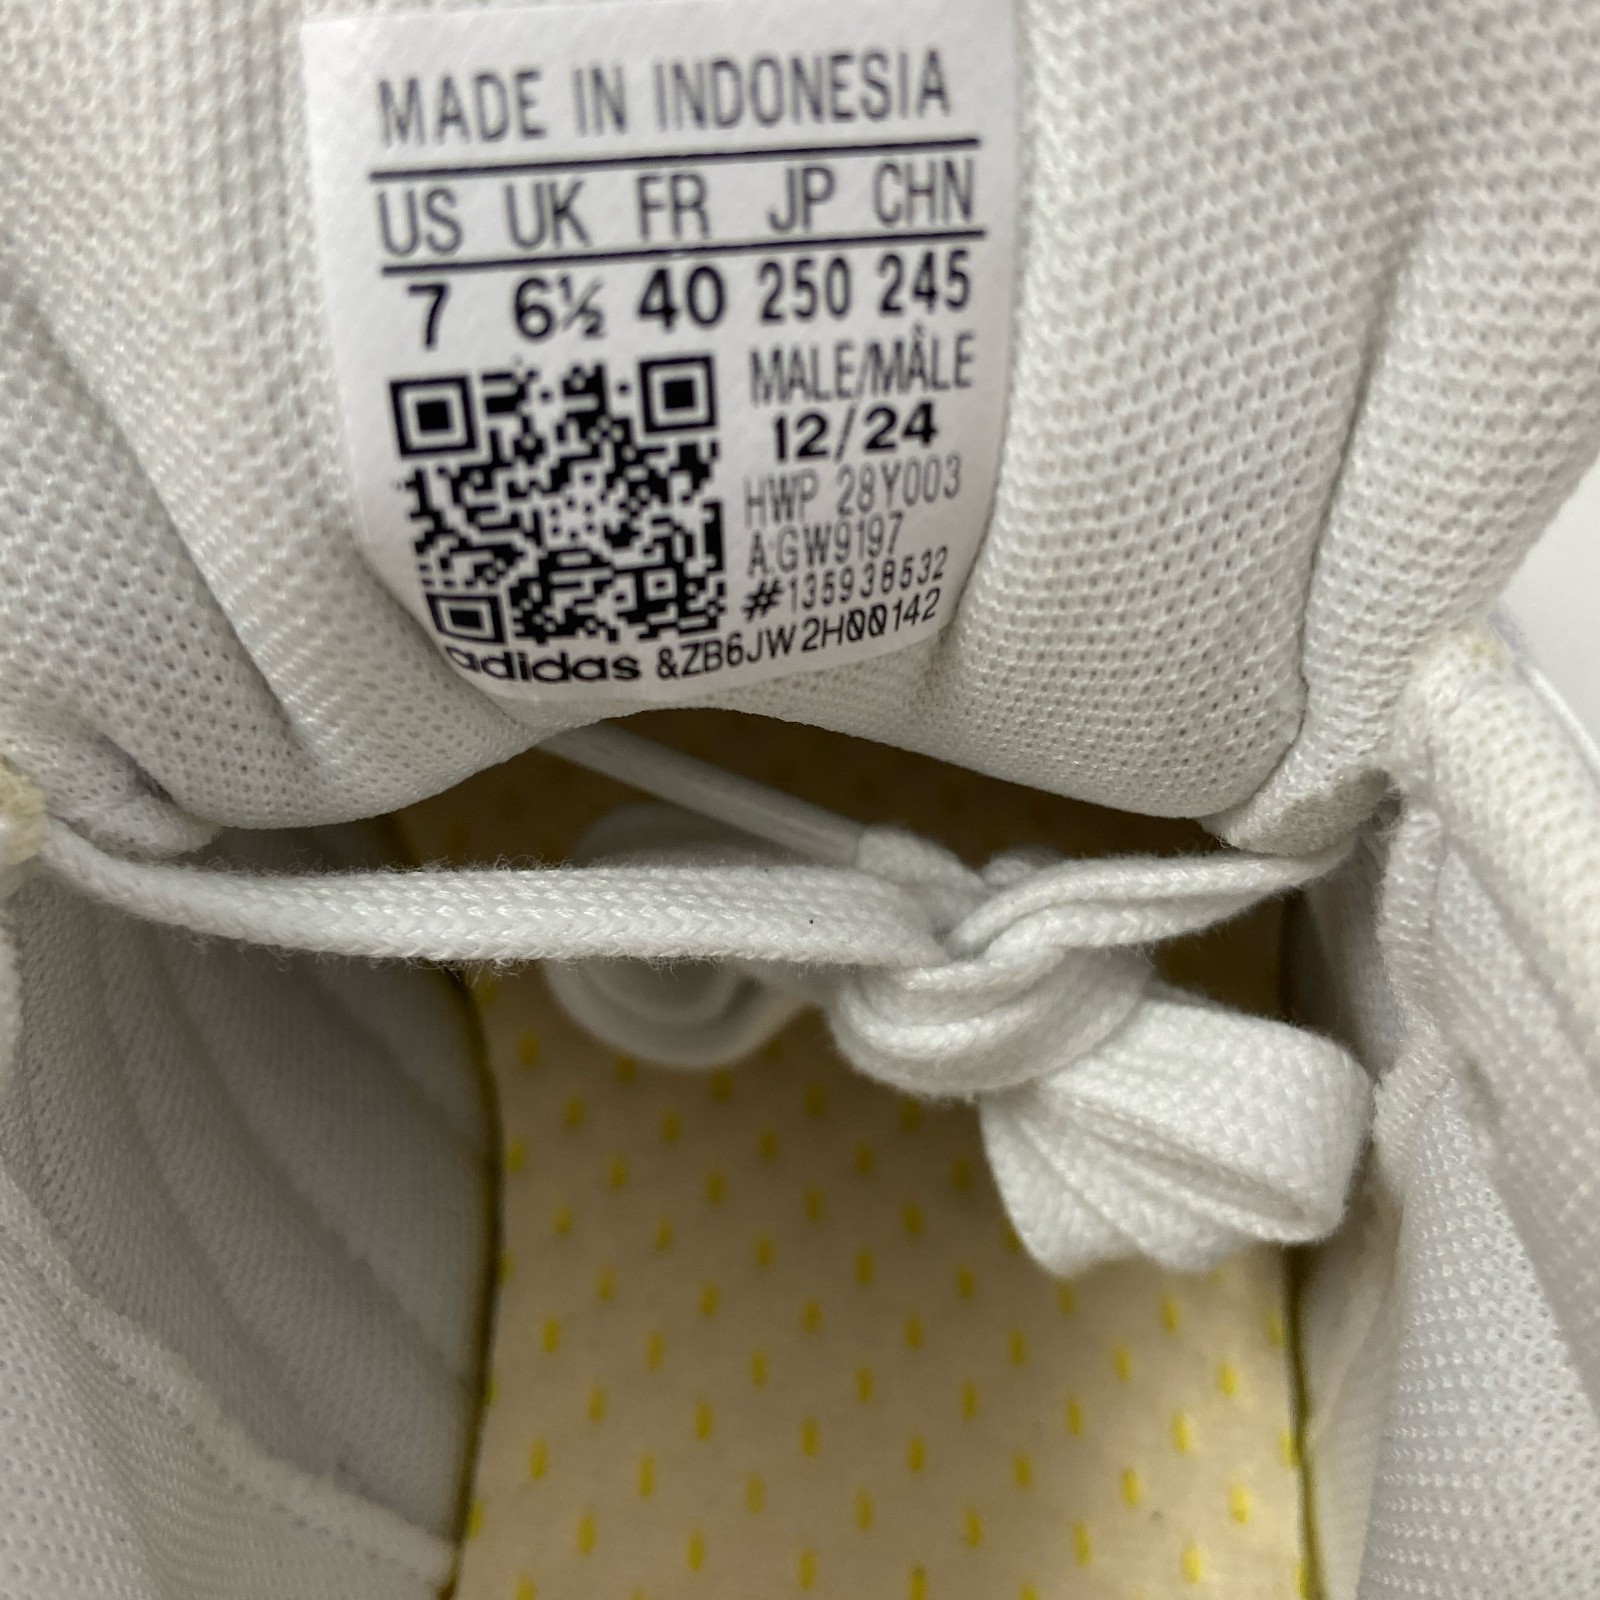 MADE IN INDONESIA
US UK FR JP CHN
7 6½ 40 250 245
MALE/MÂLE
12/24
HWP 28Y003
A:GW9197
#135938532
adidas &ZB6JW2H00142